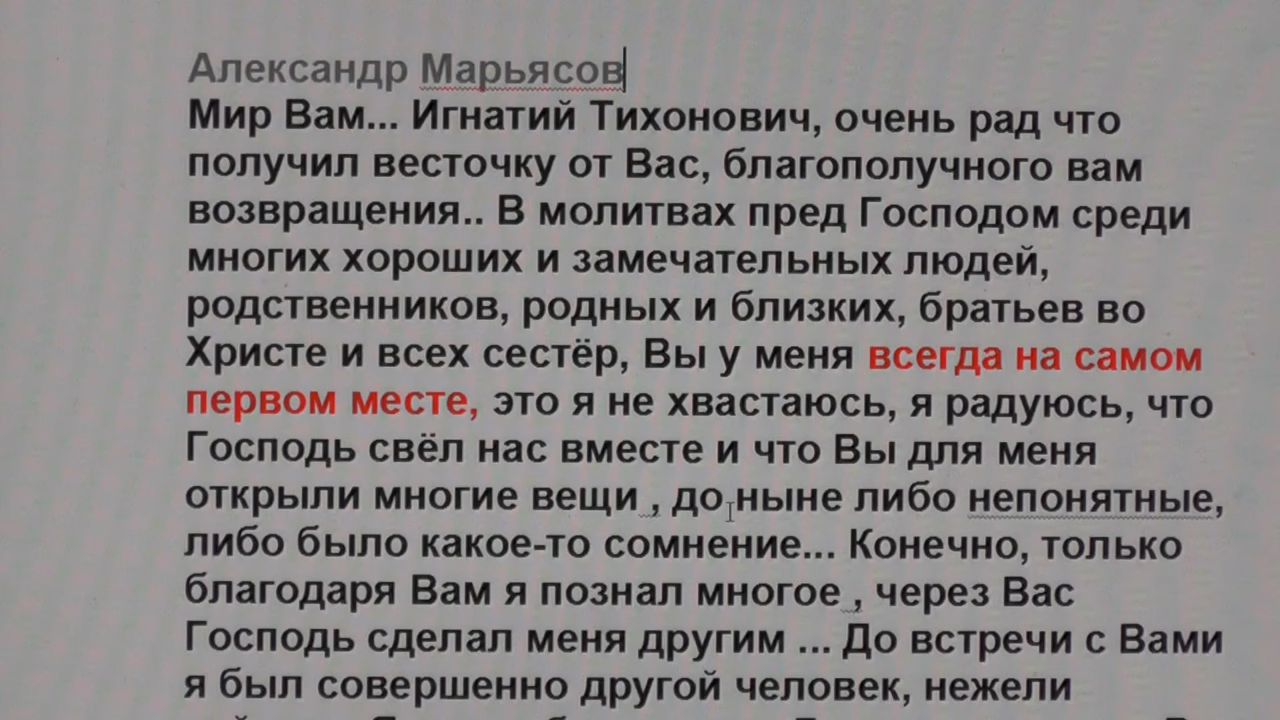 Александр Марьясов
Мир Вам... Игнатий Тихонович, очень рад что
получил весточку от Вас, благополучного вам
возвращения.. В молитвах пред Господом среди
многих хороших и замечательных людей,
родственников, родных и близких, братьев во
Христе и всех сестёр, Вы у меня всегда на самом
первом месте, это я не хвастаюсь, я радуюсь, что
Господь свёл нас вместе и что Вы для меня
открыли многие вещи , до ныне либо непонятные,
либо было какое-то сомнение... Конечно, только
благодаря Вам я познал многое , через Вас
Господь сделал меня другим ... До встречи с Вами
я был совершенно другой человек, нежели